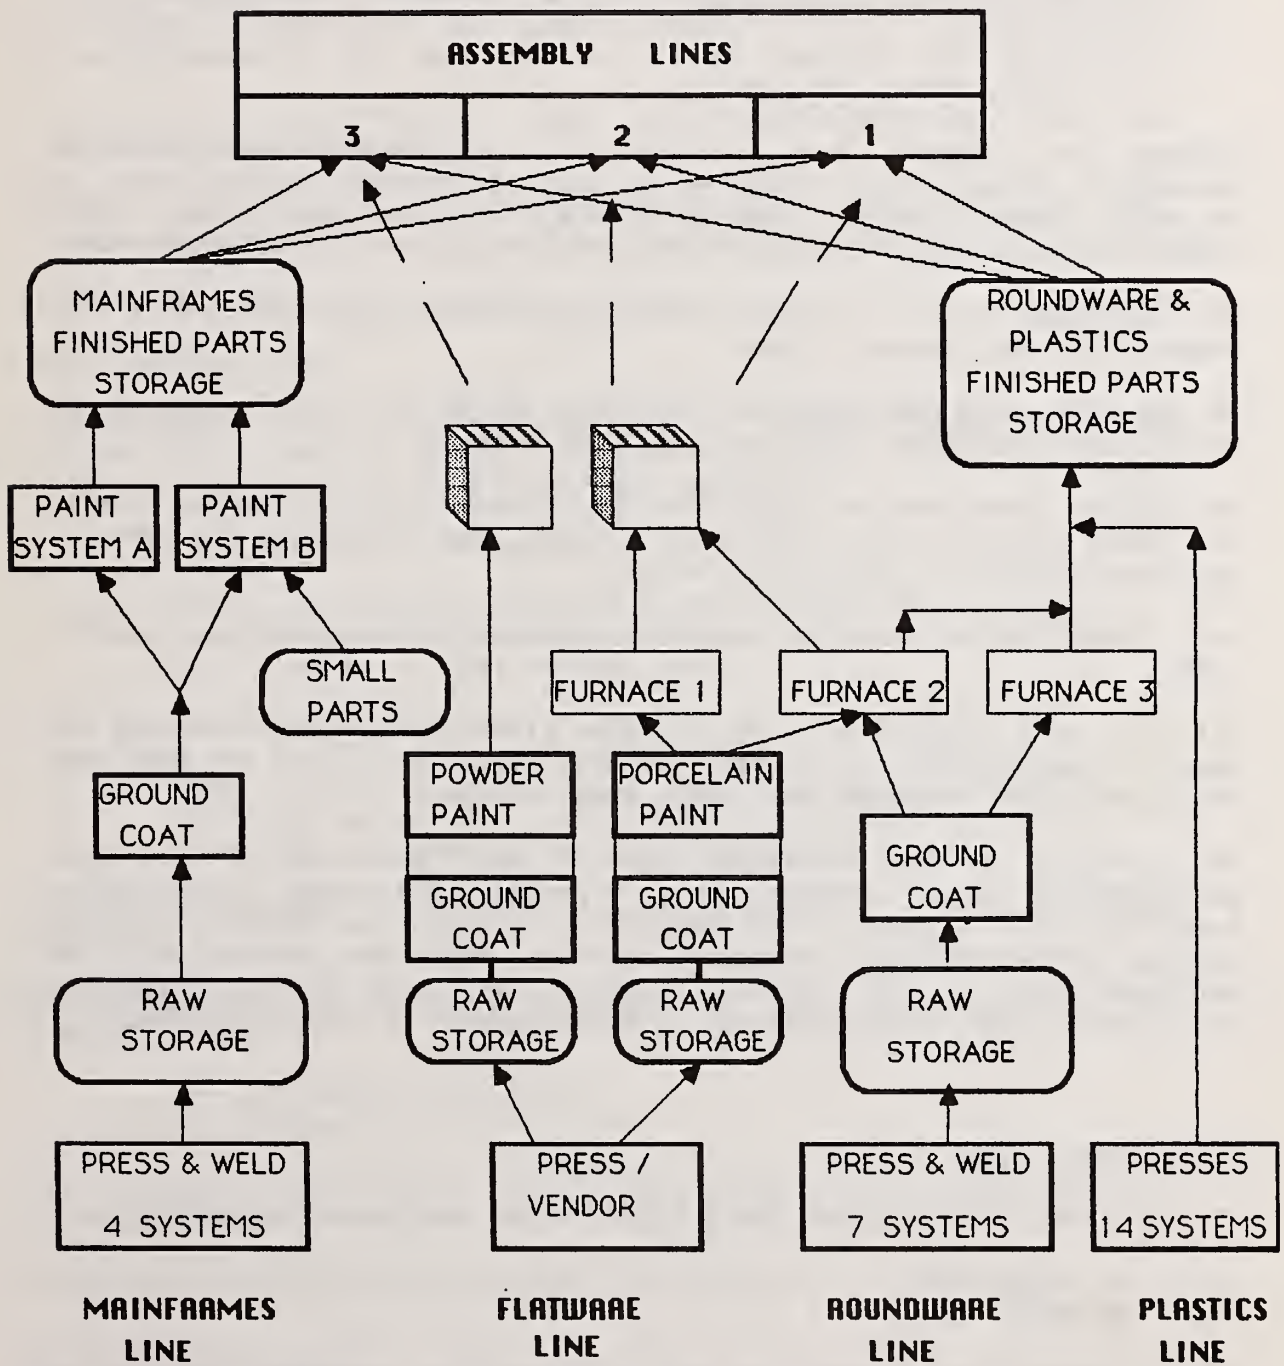 ASSEMBLY LINES
3 2 1
MAINFRAMES
FINISHED PARTS
STORAGE
ROUNDWARE &
PLASTICS
FINISHED PARTS
STORAGE
PAINT
SYSTEM A
PAINT
SYSTEM B
SMALL
PARTS
FURNACE 1
FURNACE 2
FURNACE 3
GROUND
COAT
POWDER
PAINT
PORCELAIN
PAINT
GROUND
COAT
GROUND
COAT
GROUND
COAT
RAW
STORAGE
RAW
STORAGE
RAW
STORAGE
RAW
STORAGE
PRESS & WELD
4 SYSTEMS
PRESS /
VENDOR
PRESS & WELD
7 SYSTEMS
PRESSES
14 SYSTEMS
MAINFRAMES
LINE
FLATWARE
LINE
ROUNDWARE
LINE
PLASTICS
LINE